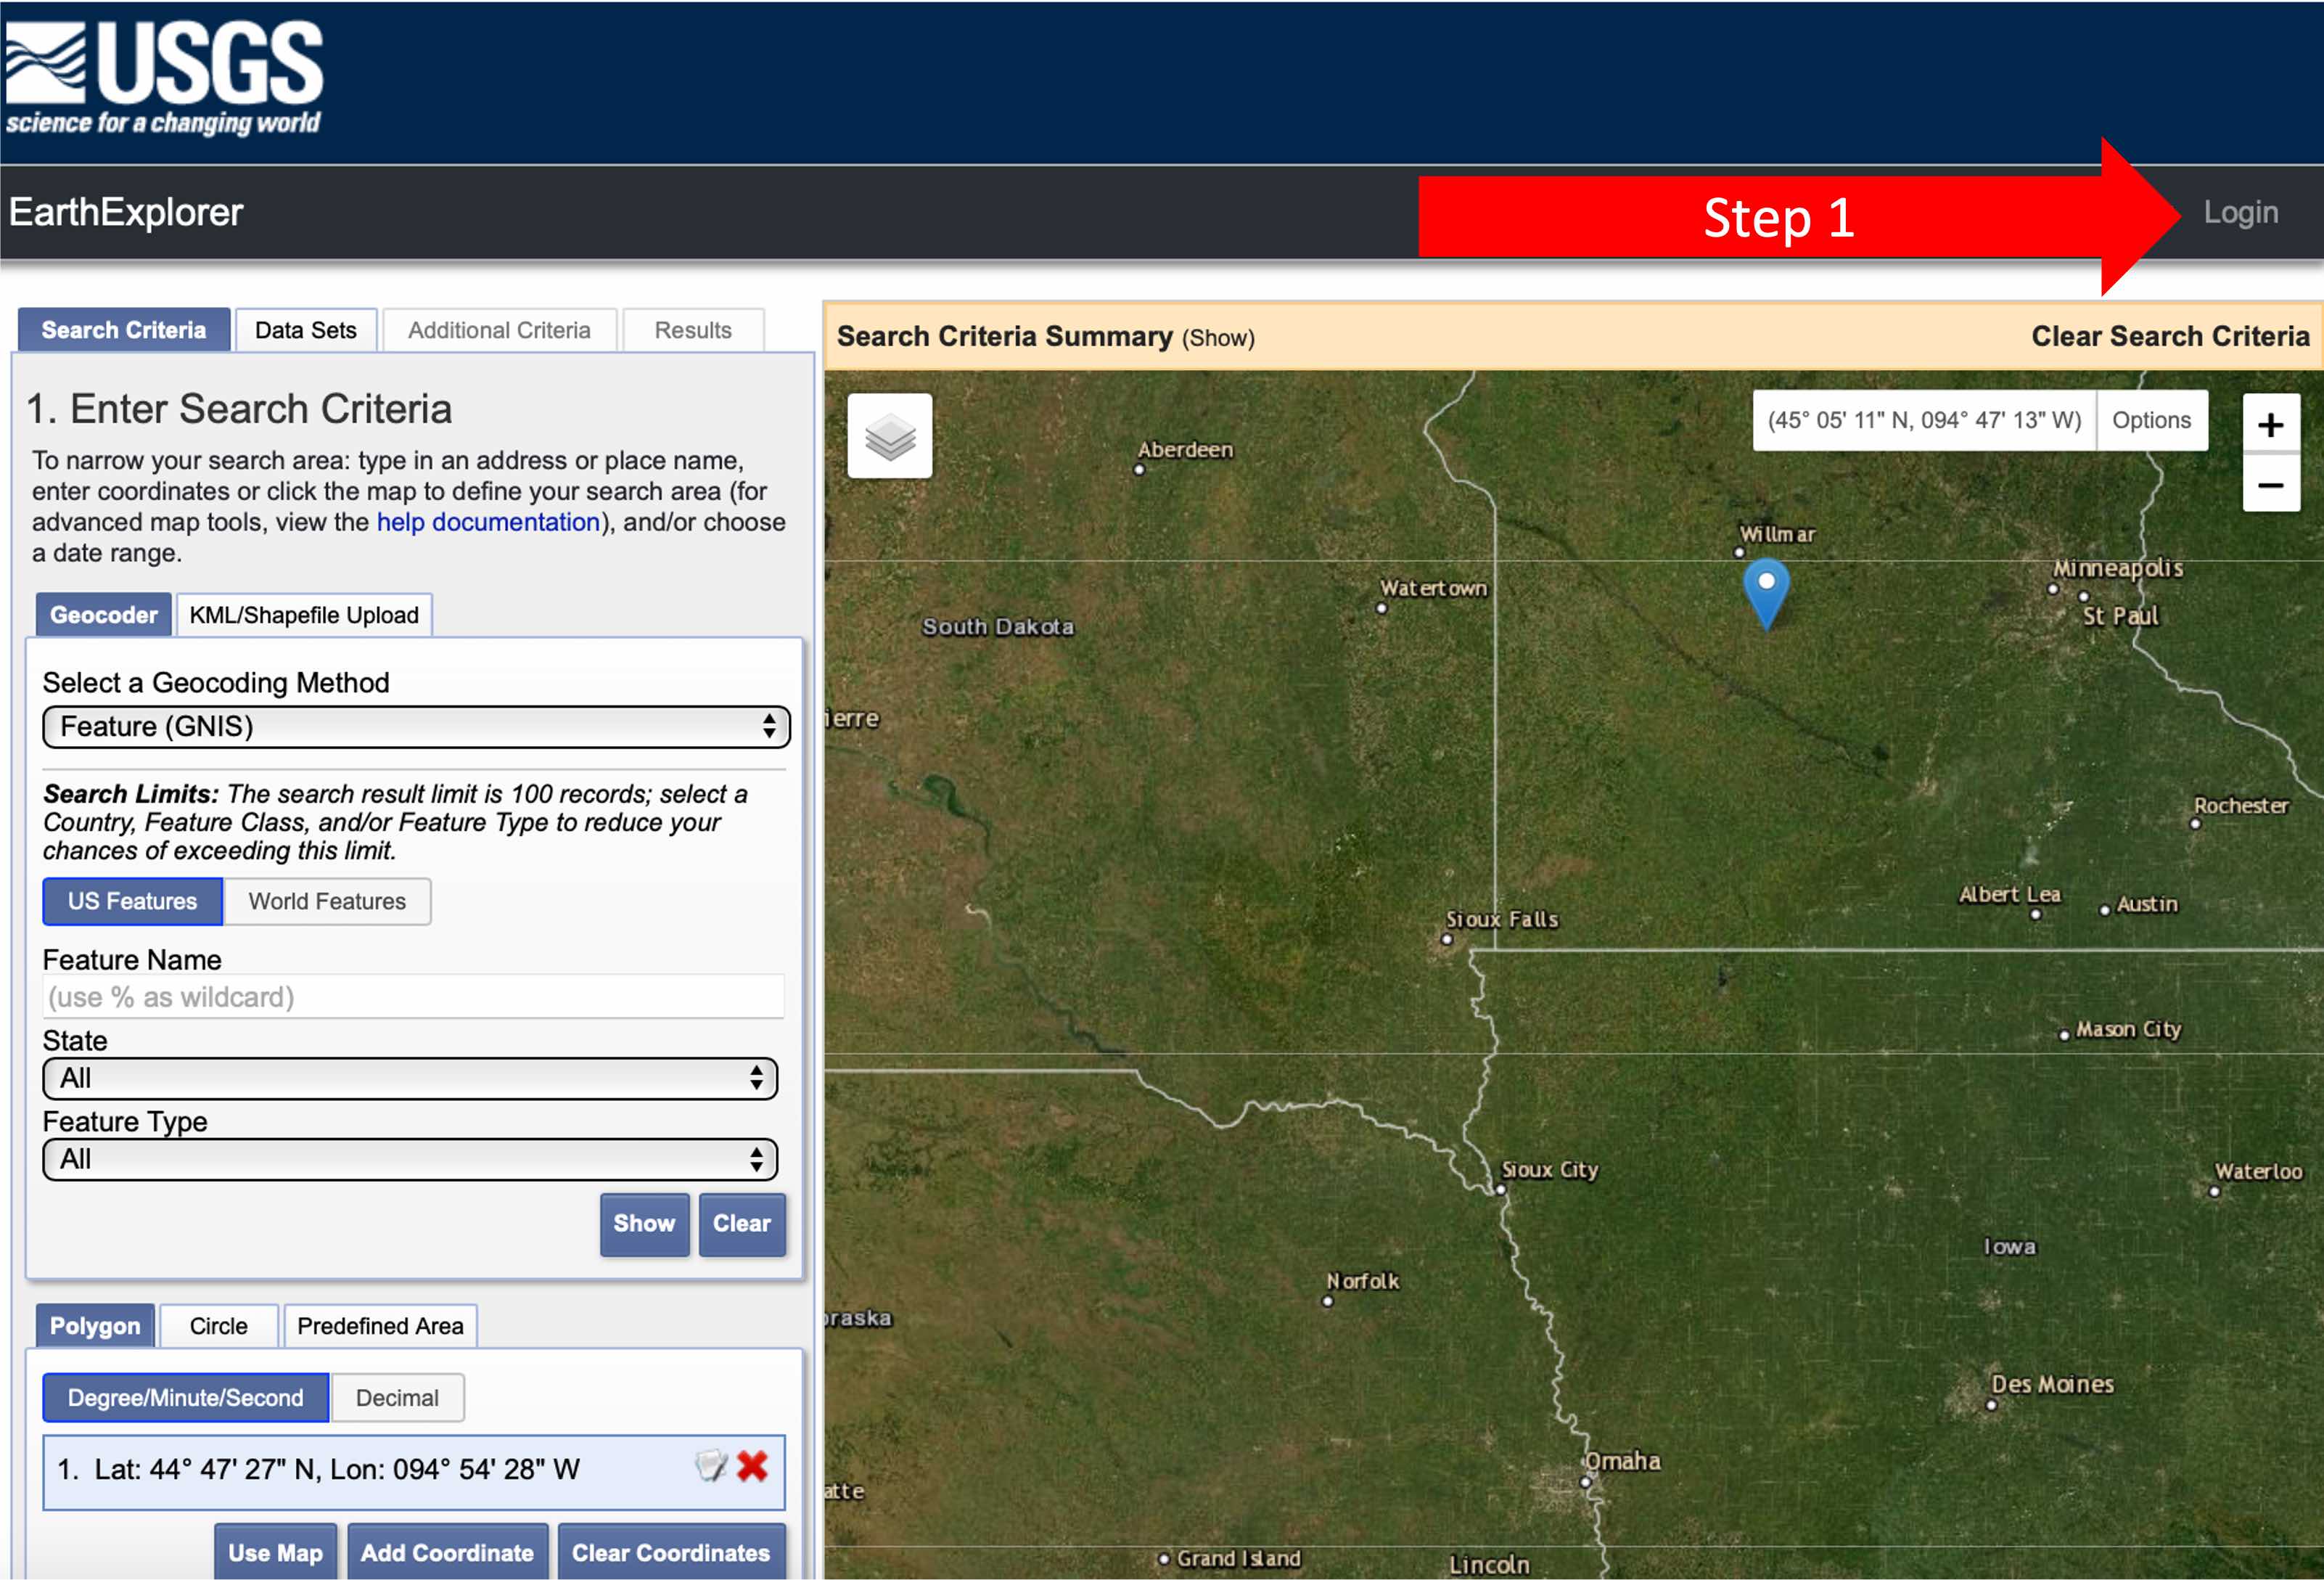 USGS
science for a changing world
EarthExplorer
Step 1
Login
Search Criteria
Data Sets
Additional Criteria
Results
Search Criteria Summary (Show)
Clear Search Criteria
1. Enter Search Criteria
To narrow your search area: type in an address or place name,
enter coordinates or click the map to define your search area (for
advanced map tools, view the help documentation), and/or choose
a date range.
Geocoder
KML/Shapefile Upload
Select a Geocoding Method
Feature (GNIS)
Search Limits: The search result limit is 100 records; select a
Country, Feature Class, and/or Feature Type to reduce your
chances of exceeding this limit.
US Features
World Features
Feature Name
(use % as wildcard)
State
All
Feature Type
All
Show
Clear
Polygon
Circle
Predefined Area
Degree/Minute/Second
Decimal
1. Lat: 44° 47' 27" N, Lon: 094° 54' 28" W
Use Map
Add Coordinate
Clear Coordinates
(45° 05' 11" N, 094° 47' 13" W)
Options
+
−
Aberdeen
Willmar
Minneapolis
Watertown
St Paul
South Dakota
ierre
Rochester
Albert Lea
Austin
Sioux Falls
Mason City
Sioux City
Waterloo
Iowa
Norfolk
raska
Des Moines
Omaha
atte
Grand Island
Lincoln